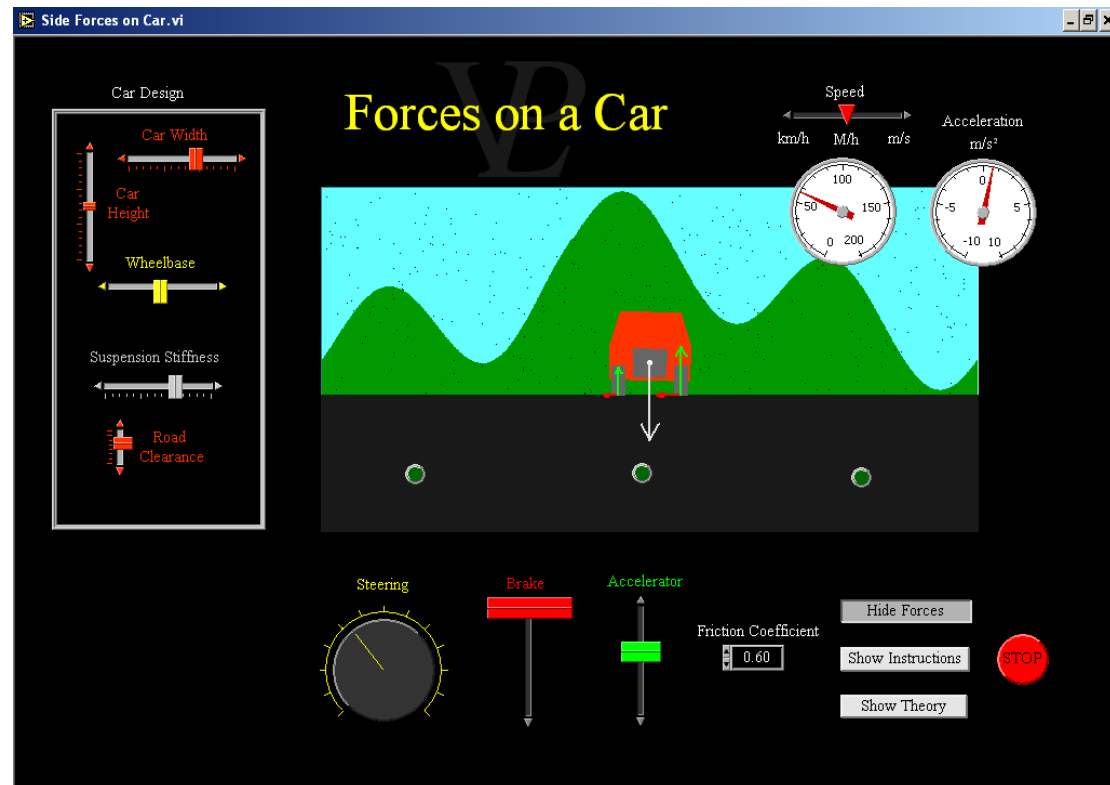 Side Forces on Car.vi
Car Design
Car Width
Car
Height
Wheelbase
Suspension Stiffness
Road
Clearance
VPL
Forces on a Car
Speed
km/h M/h m/s
100
50 150
0 200
Acceleration
m/s²
0
-5 5
-10 10
Steering
Brake
Accelerator
Friction Coefficient
0.60
Hide Forces
Show Instructions
Show Theory
STOP